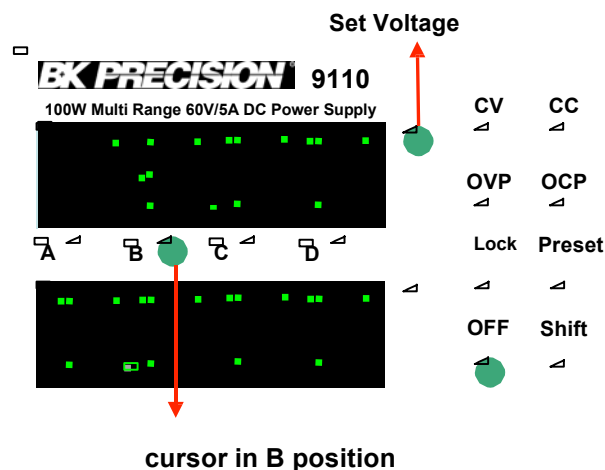 Set Voltage
BK PRECISION® 9110
100W Multi Range 60V/5A DC Power Supply
CV CC
OVP OCP
A B C D
Lock Preset
OFF Shift
cursor in B position